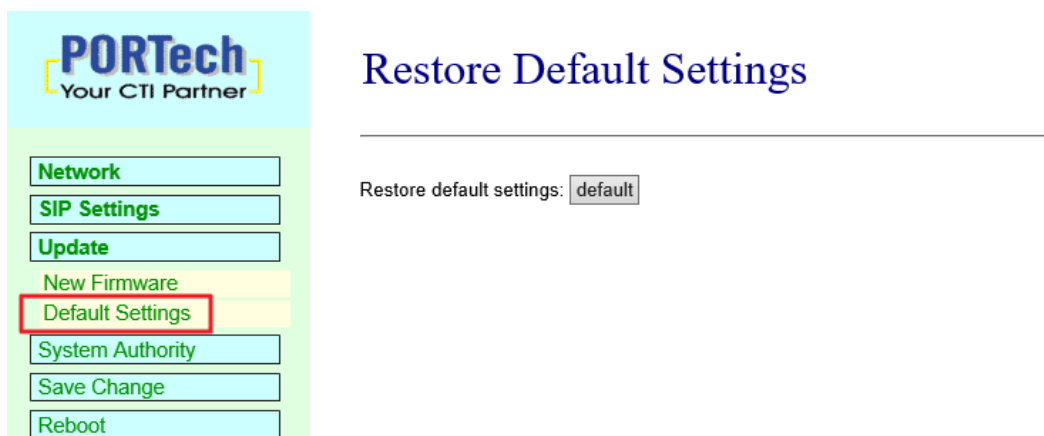 PORTech
Your CTI Partner
Restore Default Settings
Network
SIP Settings
Update
New Firmware
Default Settings
System Authority
Save Change
Reboot
Restore default settings: default